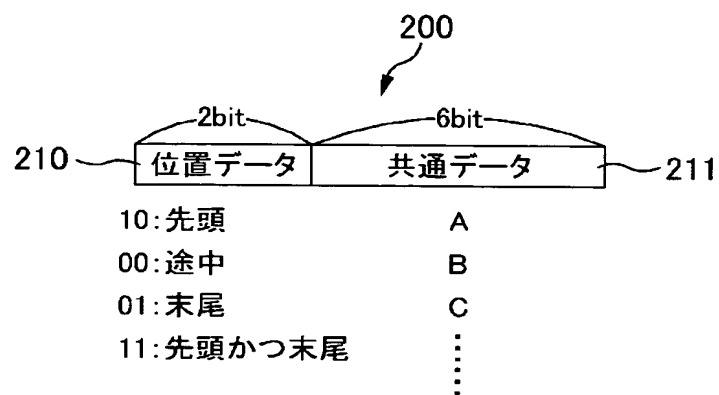 200
2bit 6bit
210 位置データ 共通データ 211
10:先頭 A
00:途中 B
01:末尾 C
11:先頭かつ末尾